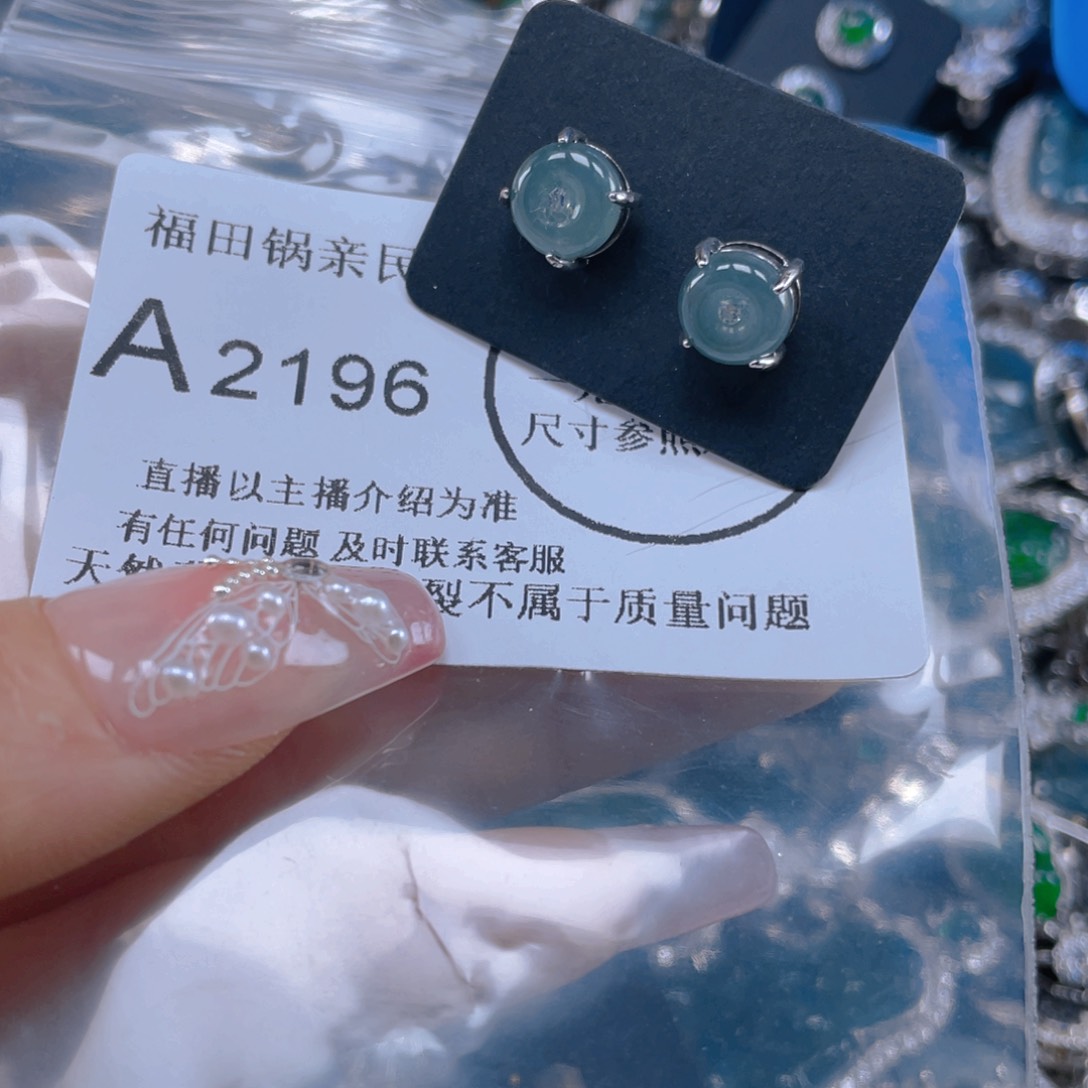 福田锅亲民
A2196
尺寸参照
直播以主播介绍为准
有任何问题 及时联系客服
天然 裂不属于质量问题